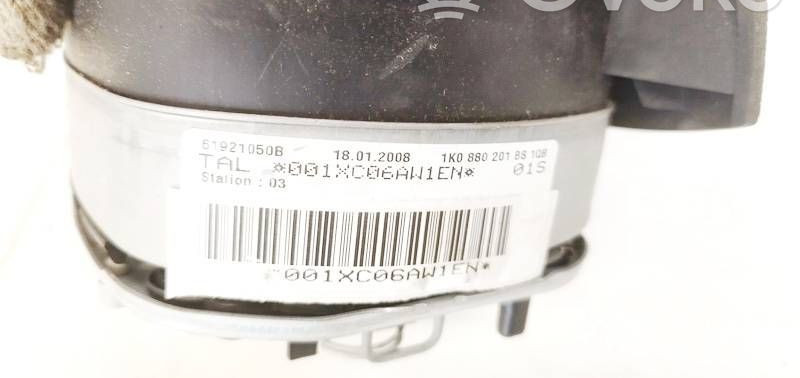 61921050B 18.01.2008 1K0 880 201 BS 1QB
TAL *001XC06AW1EN* 01S
Station : 03
*001XC06AW1EN*